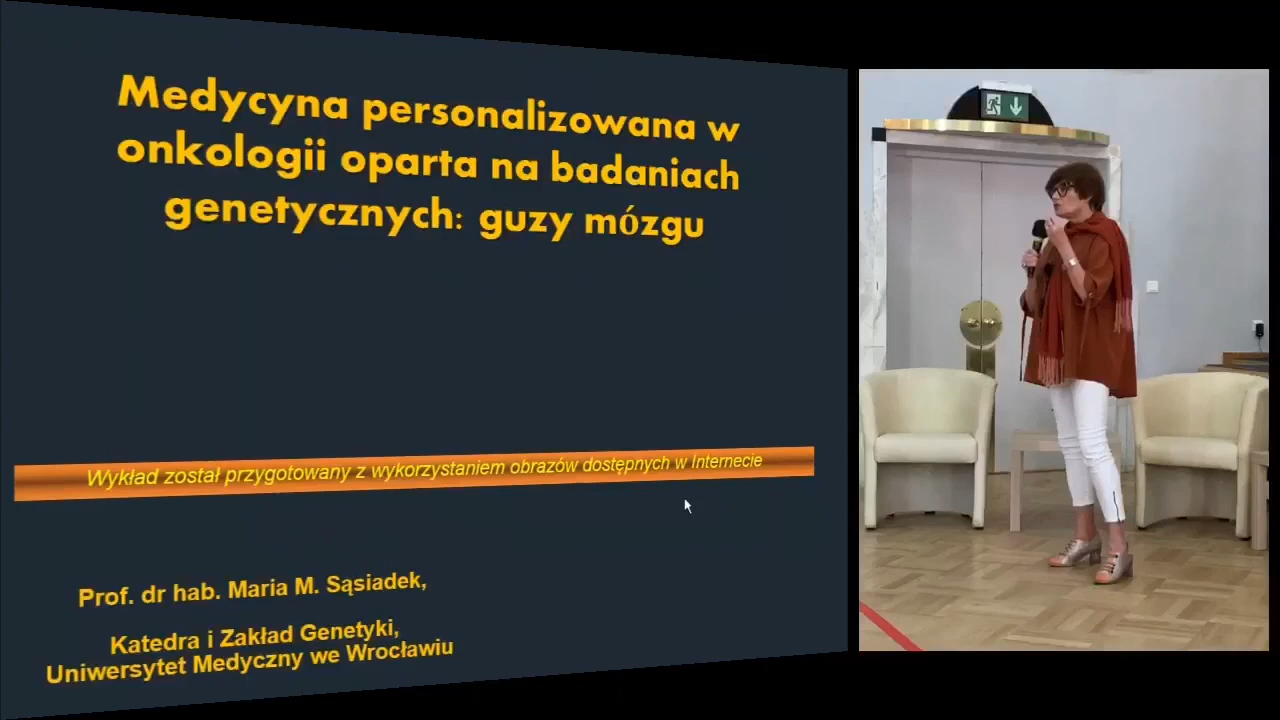 Medycyna personalizowana w
onkologii oparta na badaniach
genetycznych: guzy mózgu
Wykład został przygotowany z wykorzystaniem obrazów dostępnych w Internecie
Prof. dr hab. Maria M. Sąsiadek,
Katedra i Zakład Genetyki,
Uniwersytet Medyczny we Wrocławiu